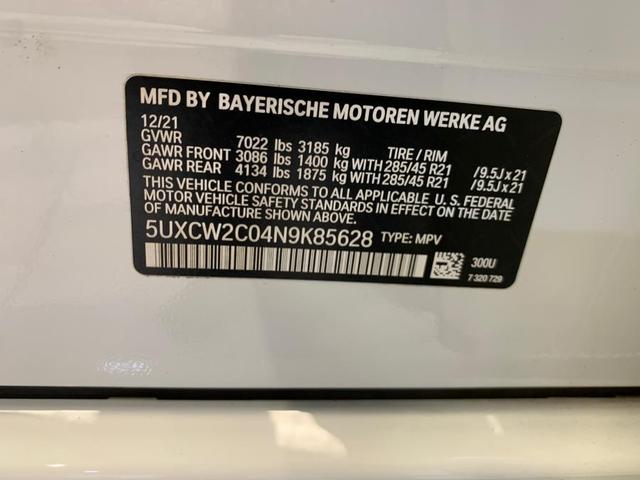 MFD BY BAYERISCHE MOTOREN WERKE AG
12/21
GVWR 7022 lbs 3185 kg TIRE / RIM
GAWR FRONT 3086 lbs 1400 kg WITH 285/45 R21 /9.5J x 21
GAWR REAR 4134 lbs 1875 kg WITH 285/45 R21 /9.5J x 21
THIS VEHICLE CONFORMS TO ALL APPLICABLE U. S. FEDERAL
MOTOR VEHICLE SAFETY STANDARDS IN EFFECT ON THE
DATE OF MANUFACTURE SHOWN ABOVE.
5UXCW2C04N9K85628 TYPE: MPV
300U
7 320 729